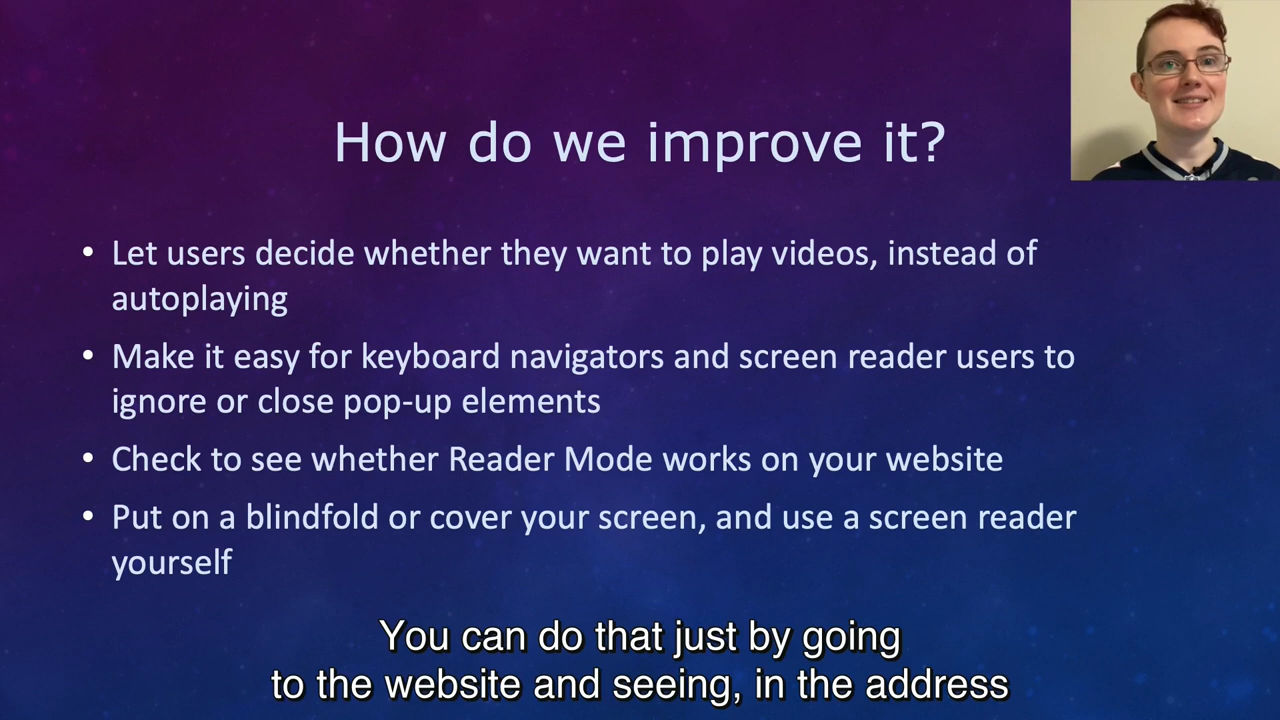 How do we improve it?
• Let users decide whether they want to play videos, instead of
autoplaying
• Make it easy for keyboard navigators and screen reader users to
ignore or close pop-up elements
• Check to see whether Reader Mode works on your website
• Put on a blindfold or cover your screen, and use a screen reader
yourself
You can do that just by going
to the website and seeing, in the address